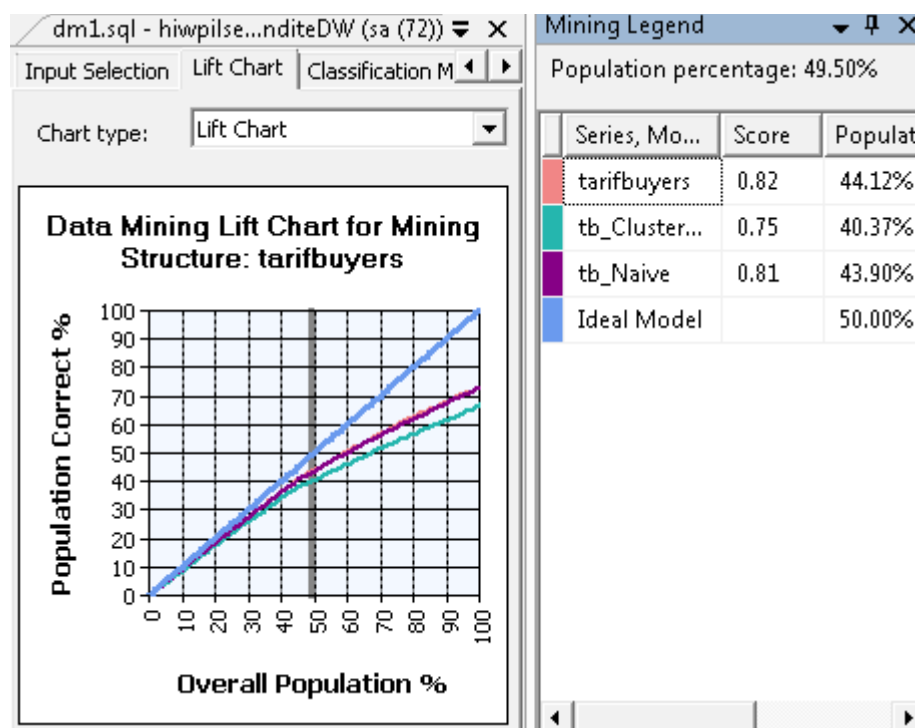 dm1.sql - hiwpilse...nditeDW (sa (72))
Input Selection Lift Chart Classification M
Chart type: Lift Chart
Data Mining Lift Chart for Mining
Structure: tarifbuyers
Population Correct %
100
90
80
70
60
50
40
30
20
10
0
0 10 20 30 40 50 60 70 80 90 100
Overall Population %
Mining Legend
Population percentage: 49.50%
Series, Mo... Score Populat
tarifbuyers 0.82 44.12%
tb_Cluster... 0.75 40.37%
tb_Naive 0.81 43.90%
Ideal Model 50.00%